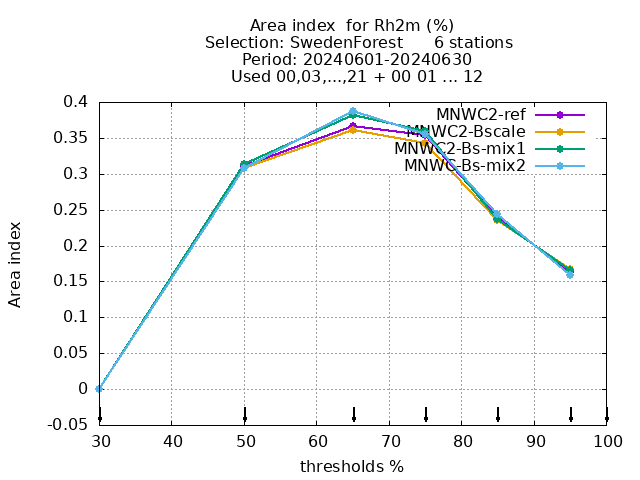 Area index  for Rh2m (%)
Selection: SwedenForest      6 stations
Period: 20240601-20240630
Used 00,03,...,21 + 00 01 ... 12
0.4
0.35
0.3
0.25
0.2
0.15
0.1
0.05
0
-0.05
Area index
MNWC2-ref
MNWC2-Bscale
MNWC2-Bs-mix1
MNWC-Bs-mix2
30 40 50 60 70 80 90 100
thresholds %